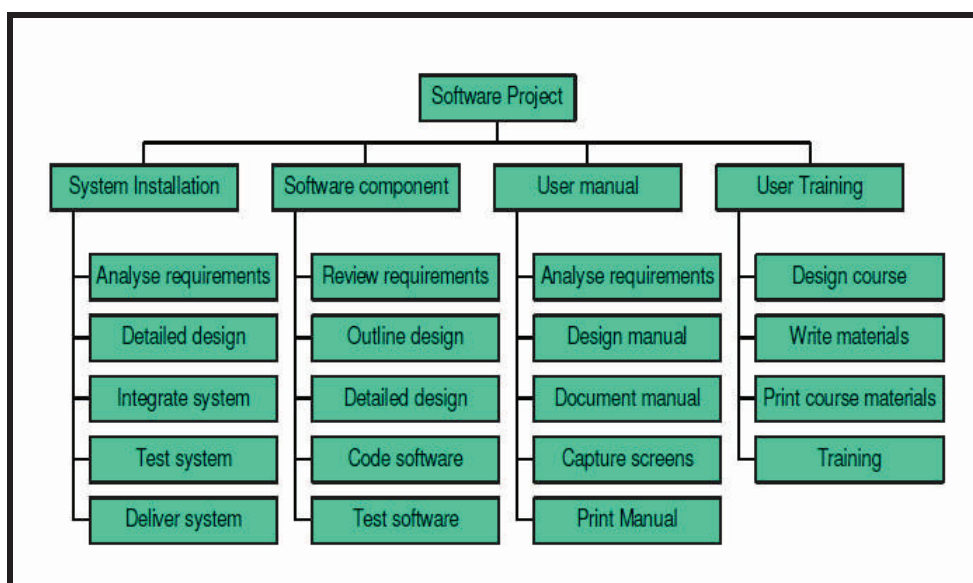 Software Project
System Installation
Software component
User manual
User Training
Analyse requirements
Detailed design
Integrate system
Test system
Deliver system
Review requirements
Outline design
Detailed design
Code software
Test software
Analyse requirements
Design manual
Document manual
Capture screens
Print Manual
Design course
Write materials
Print course materials
Training